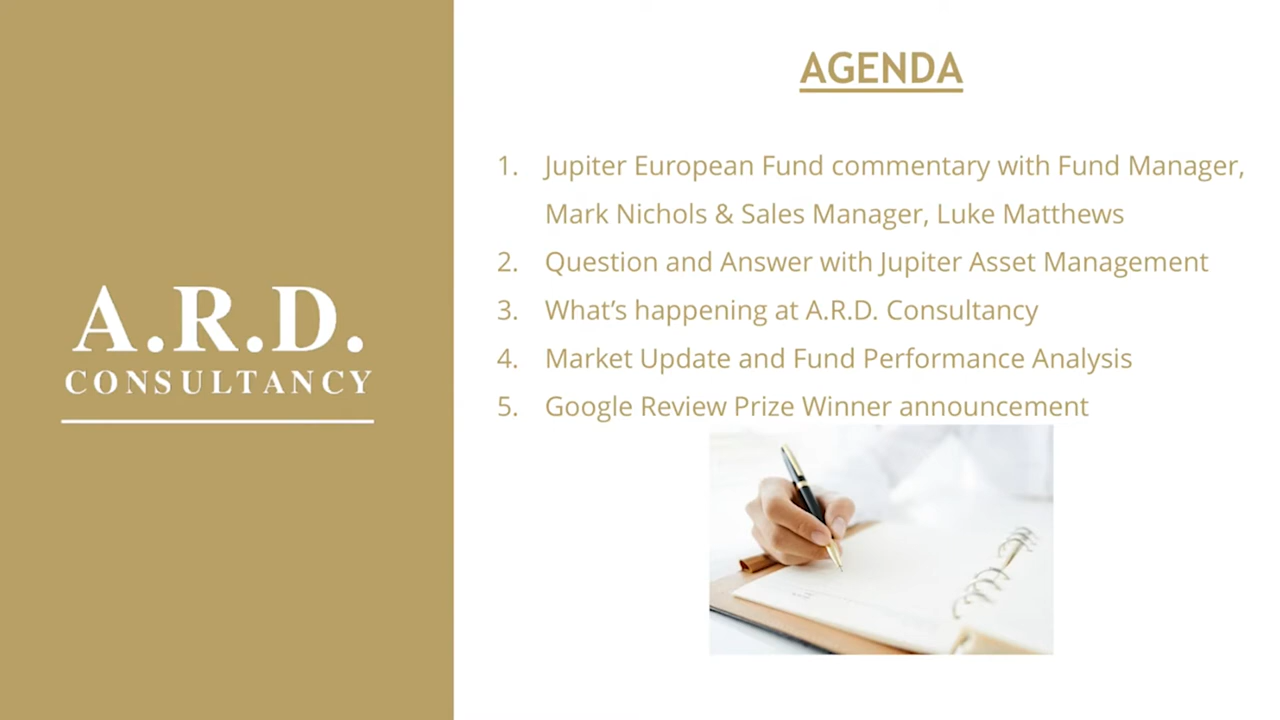 A.R.D.
CONSULTANCY
AGENDA
1. Jupiter European Fund commentary with Fund Manager,
Mark Nichols & Sales Manager, Luke Matthews
2. Question and Answer with Jupiter Asset Management
3. What’s happening at A.R.D. Consultancy
4. Market Update and Fund Performance Analysis
5. Google Review Prize Winner announcement